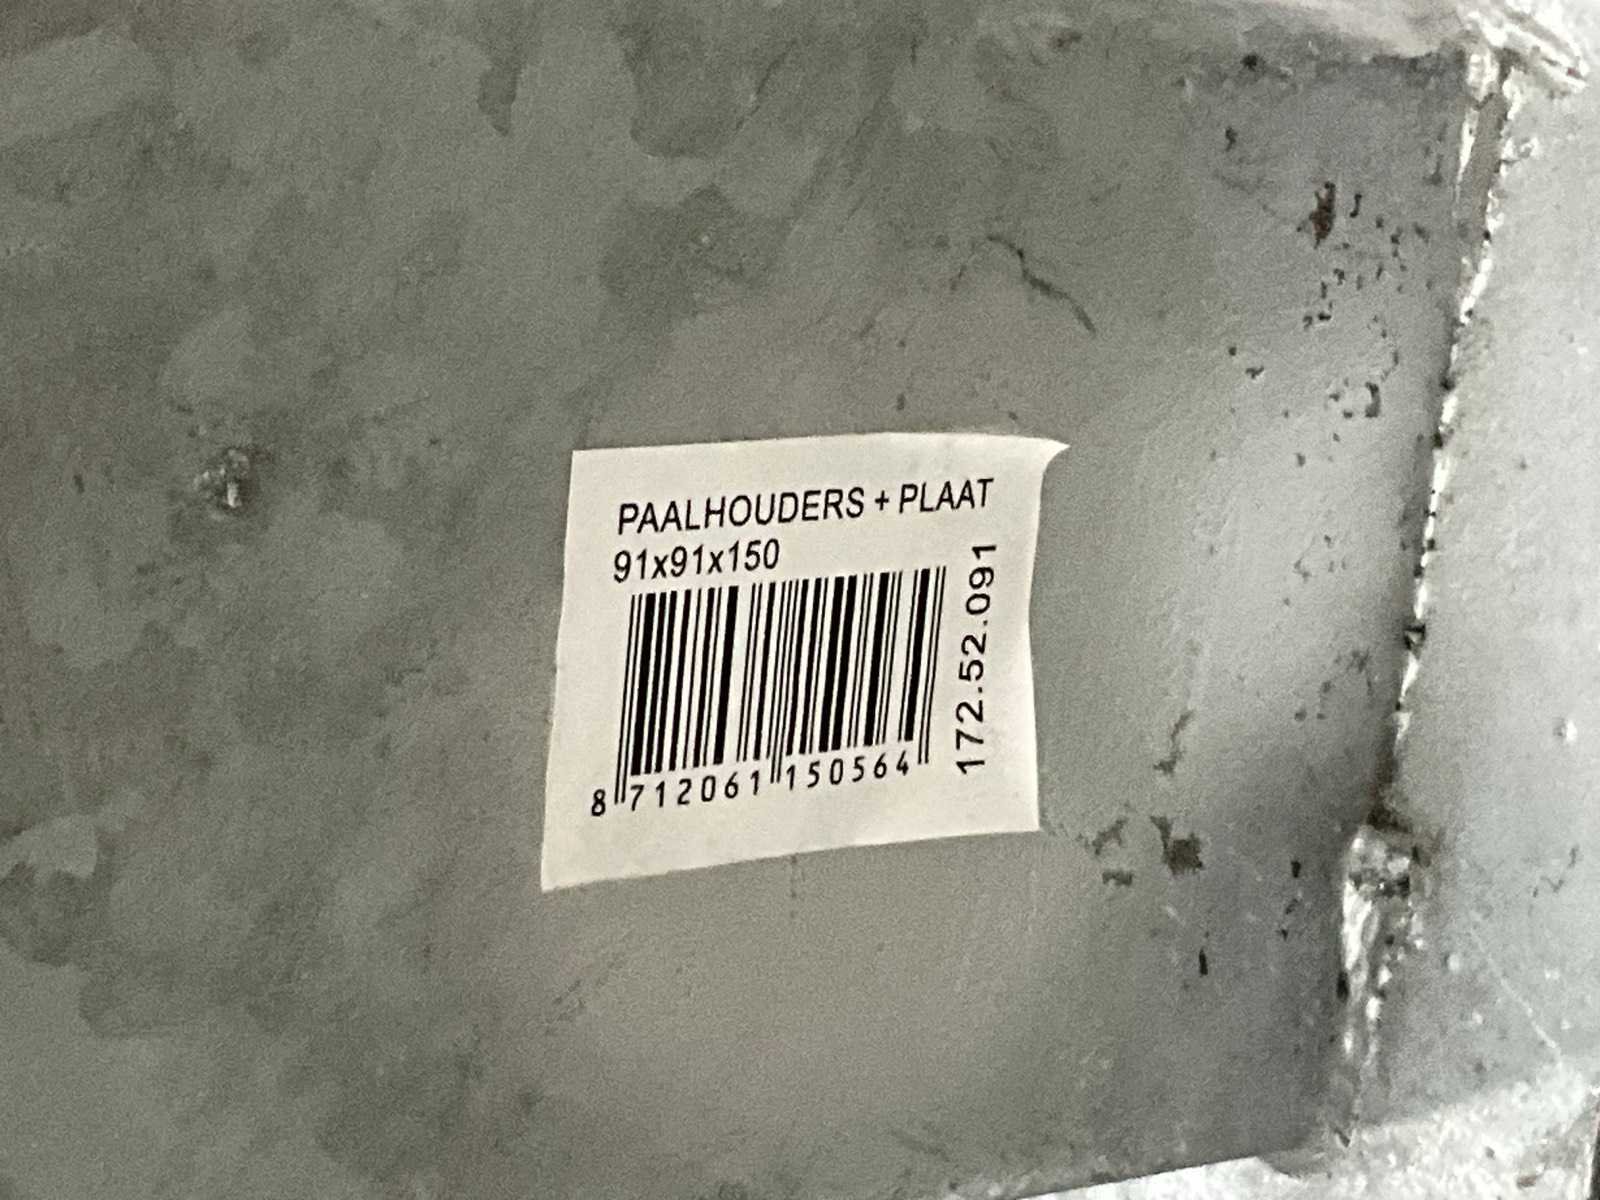 PAALHOUDERS + PLAAT
91x91x150
172.52.091
8 712061 150564